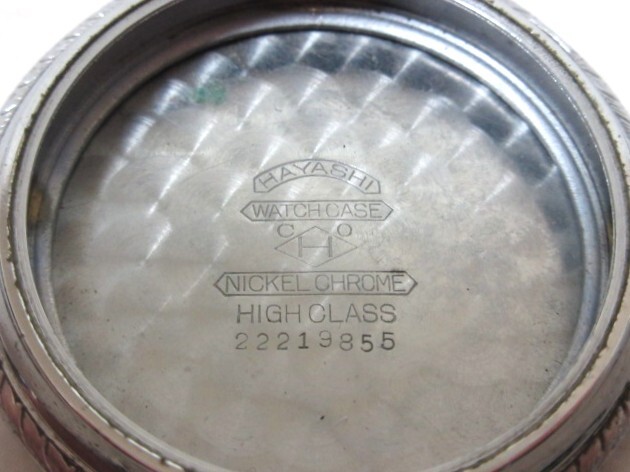 HAYASHI
WATCH CASE
C H O
NICKEL CHROME
HIGH CLASS
22219855